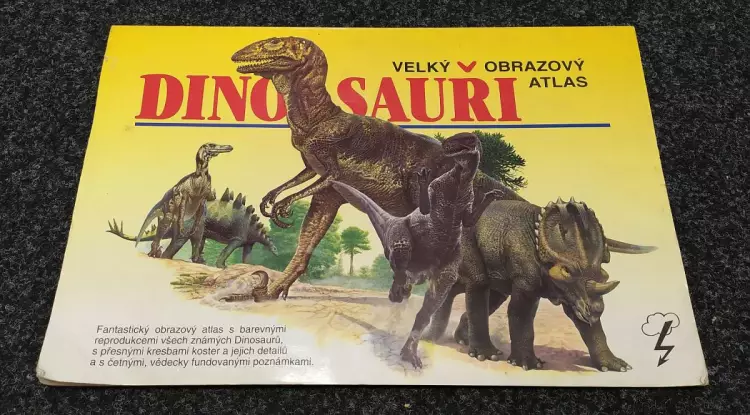 VELKÝ OBRAZOVÝ
ATLAS
DINOSAUŘI
Fantastický obrazový atlas s barevnými
reprodukcemi všech známých Dinosaurů,
s přesnými kresbami koster a jejich detailů
a s četnými, vědecky fundovanými poznámkami.